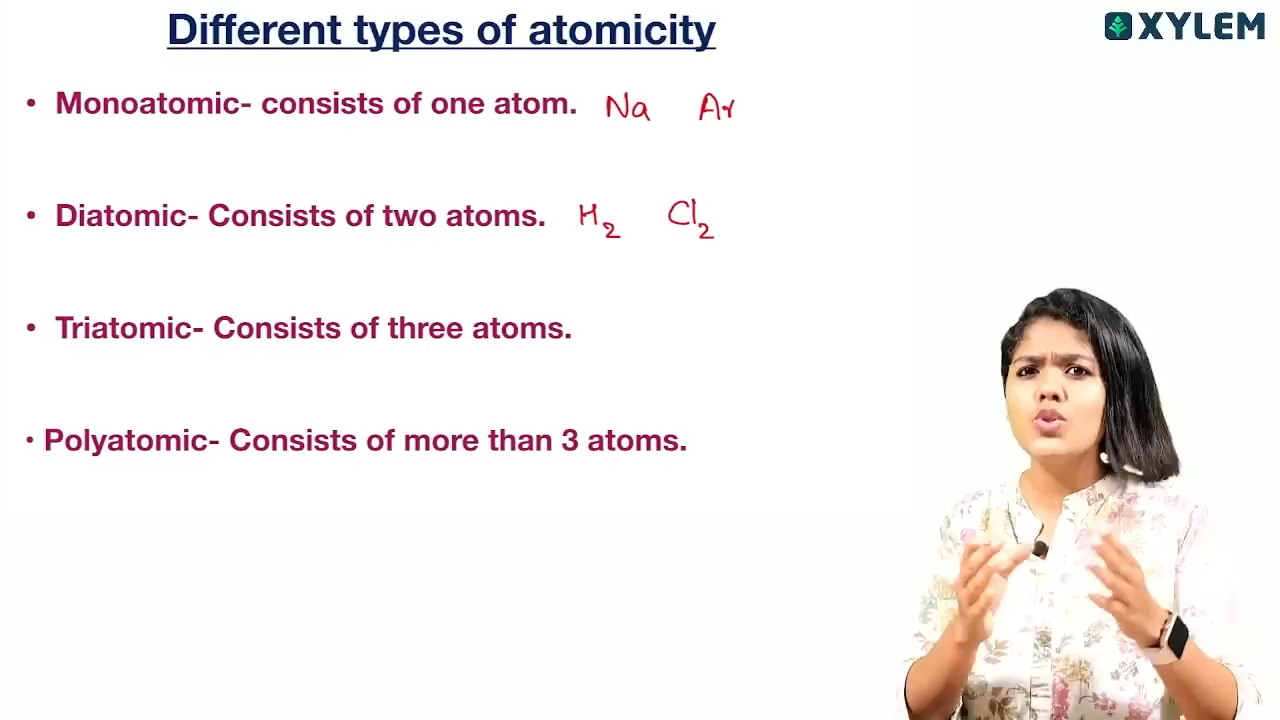 Different types of atomicity
XYLEM
• Monoatomic- consists of one atom. Na Ar
• Diatomic- Consists of two atoms. H₂ Cl₂
• Triatomic- Consists of three atoms.
• Polyatomic- Consists of more than 3 atoms.